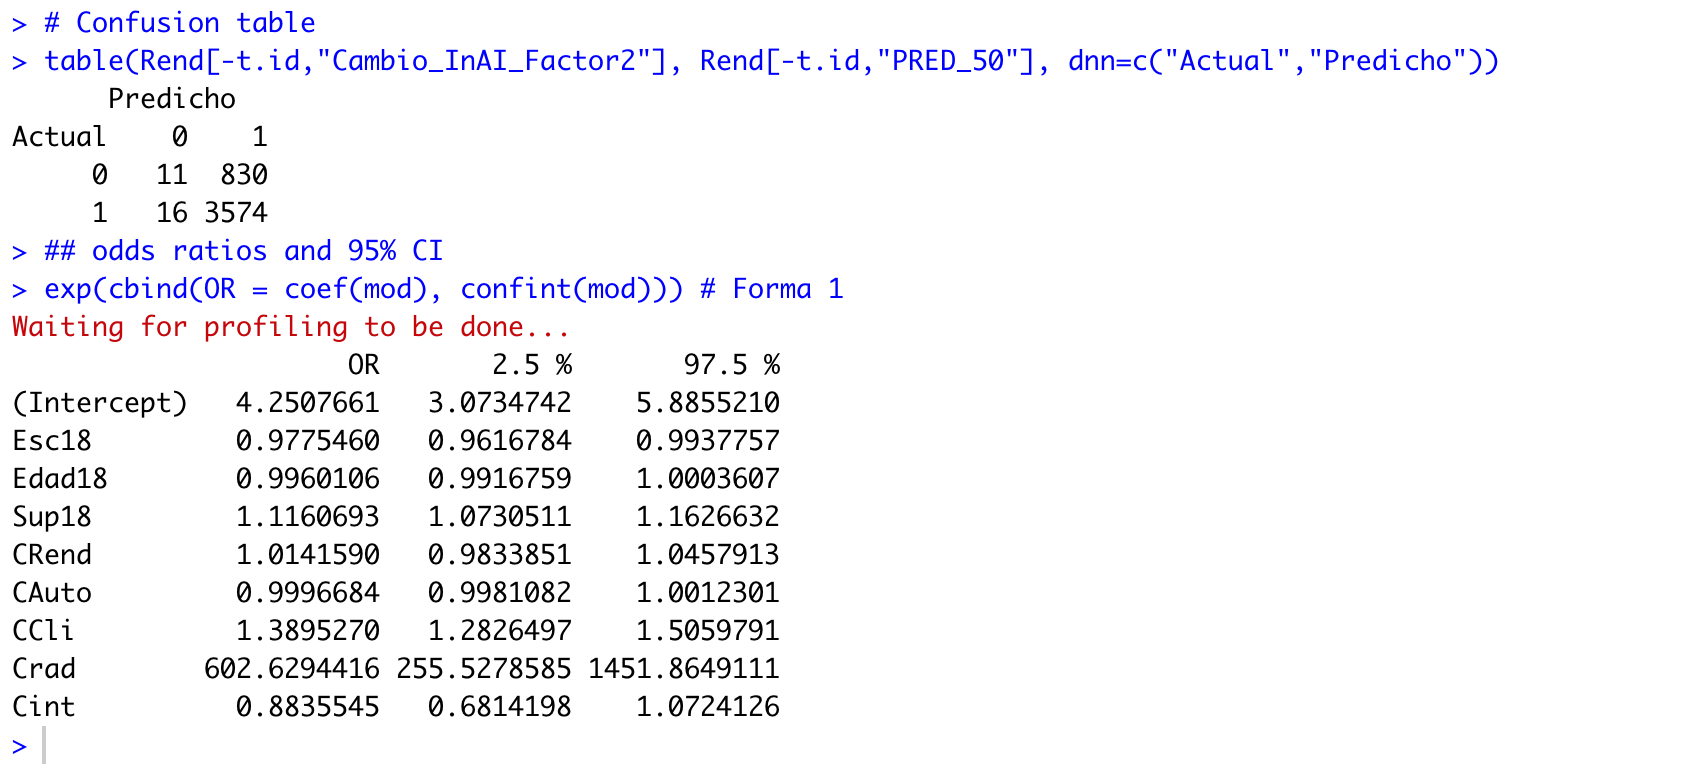 > # Confusion table
> table(Rend[-t.id,"Cambio_InAI_Factor2"], Rend[-t.id,"PRED_50"], dnn=c("Actual","Predicho"))
      Predicho
Actual    0    1
     0   11  830
     1   16 3574
> ## odds ratios and 95% CI
> exp(cbind(OR = coef(mod), confint(mod))) # Forma 1
Waiting for profiling to be done...
                     OR       2.5 %       97.5 %
(Intercept)   4.2507661   3.0734742    5.8855210
Esc18         0.9775460   0.9616784    0.9937757
Edad18        0.9960106   0.9916759    1.0003607
Sup18         1.1160693   1.0730511    1.1626632
CRend         1.0141590   0.9833851    1.0457913
CAuto         0.9996684   0.9981082    1.0012301
CCli          1.3895270   1.2826497    1.5059791
Crad        602.6294416 255.5278585 1451.8649111
Cint          0.8835545   0.6814198    1.0724126
>